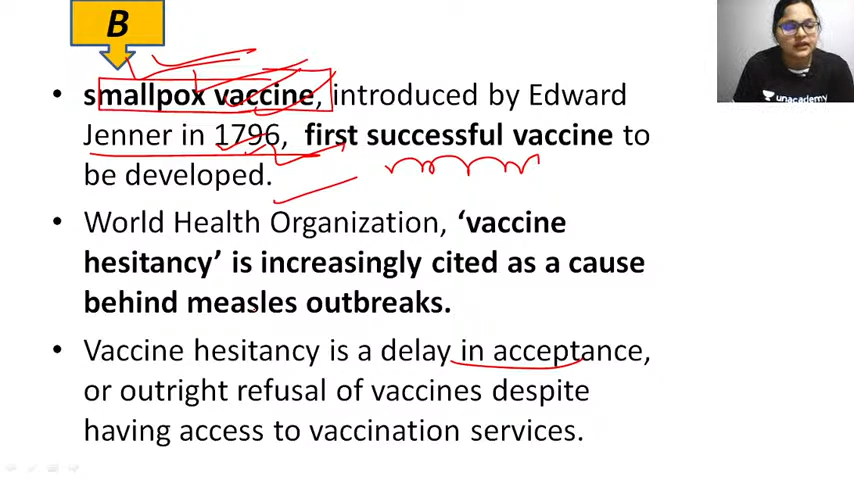 B
• smallpox vaccine, introduced by Edward
Jenner in 1796, first successful vaccine to
be developed.
• World Health Organization, ‘vaccine
hesitancy’ is increasingly cited as a cause
behind measles outbreaks.
• Vaccine hesitancy is a delay in acceptance,
or outright refusal of vaccines despite
having access to vaccination services.
unacademy